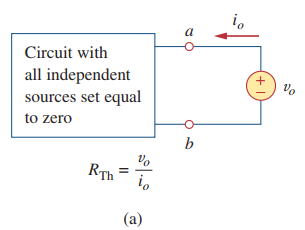 a
i_o
Circuit with
all independent
sources set equal
to zero
+
−
v_o
b
R_Th = v_o / i_o
(a)